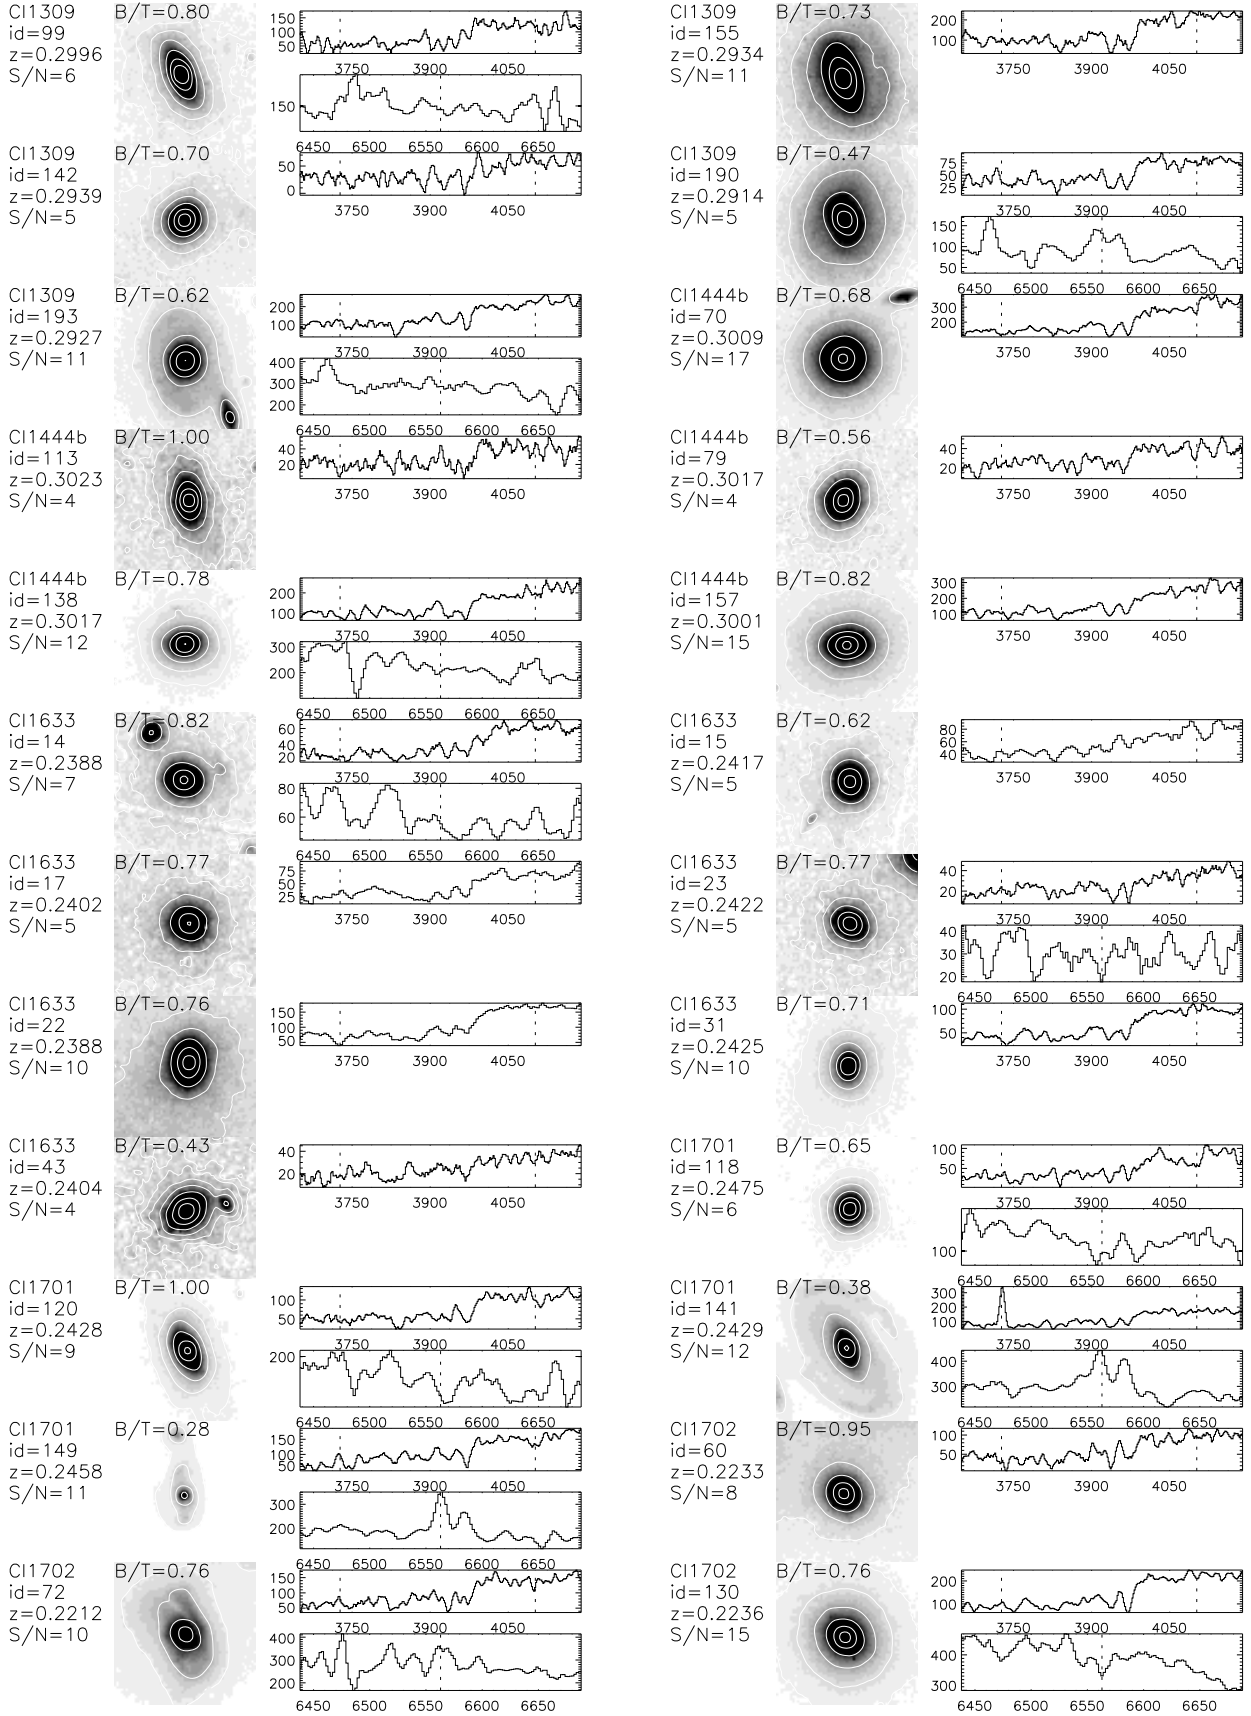 Cl1309
id=99
z=0.2996
S/N=6
B/T=0.80
150
100
50
3750 3900 4050
150
6450 6500 6550 6600 6650
Cl1309
id=155
z=0.2934
S/N=11
B/T=0.73
200
100
3750 3900 4050
Cl1309
id=142
z=0.2939
S/N=5
B/T=0.70
50
0
3750 3900 4050
Cl1309
id=190
z=0.2914
S/N=5
B/T=0.47
75
50
25
3750 3900 4050
150
100
50
6450 6500 6550 6600 6650
Cl1309
id=193
z=0.2927
S/N=11
B/T=0.62
200
100
3750 3900 4050
400
300
200
6450 6500 6550 6600 6650
Cl1444b
id=70
z=0.3009
S/N=17
B/T=0.68
300
200
3750 3900 4050
Cl1444b
id=113
z=0.3023
S/N=4
B/T=1.00
40
20
3750 3900 4050
Cl1444b
id=79
z=0.3017
S/N=4
B/T=0.56
40
20
3750 3900 4050
Cl1444b
id=138
z=0.3017
S/N=12
B/T=0.78
200
100
3750 3900 4050
300
200
6450 6500 6550 6600 6650
Cl1444b
id=157
z=0.3001
S/N=15
B/T=0.82
300
200
100
3750 3900 4050
Cl1633
id=14
z=0.2388
S/N=7
B/T=0.82
60
40
20
3750 3900 4050
80
60
6450 6500 6550 6600 6650
Cl1633
id=15
z=0.2417
S/N=5
B/T=0.62
80
60
40
3750 3900 4050
Cl1633
id=17
z=0.2402
S/N=5
B/T=0.77
75
50
25
3750 3900 4050
Cl1633
id=23
z=0.2422
S/N=5
B/T=0.77
40
20
3750 3900 4050
40
30
20
6450 6500 6550 6600 6650
Cl1633
id=22
z=0.2388
S/N=10
B/T=0.76
150
100
50
3750 3900 4050
Cl1633
id=31
z=0.2425
S/N=10
B/T=0.71
100
50
3750 3900 4050
Cl1633
id=43
z=0.2404
S/N=4
B/T=0.43
40
20
3750 3900 4050
Cl1701
id=118
z=0.2475
S/N=6
B/T=0.65
100
50
3750 3900 4050
100
6450 6500 6550 6600 6650
Cl1701
id=120
z=0.2428
S/N=9
B/T=1.00
100
50
3750 3900 4050
200
6450 6500 6550 6600 6650
Cl1701
id=141
z=0.2429
S/N=12
B/T=0.38
300
200
100
3750 3900 4050
400
300
6450 6500 6550 6600 6650
Cl1701
id=149
z=0.2458
S/N=11
B/T=0.28
150
100
50
3750 3900 4050
300
200
6450 6500 6550 6600 6650
Cl1702
id=60
z=0.2233
S/N=8
B/T=0.95
100
50
3750 3900 4050
Cl1702
id=72
z=0.2212
S/N=10
B/T=0.76
150
100
50
3750 3900 4050
400
300
200
6450 6500 6550 6600 6650
Cl1702
id=130
z=0.2236
S/N=15
B/T=0.76
200
100
3750 3900 4050
400
300
6450 6500 6550 6600 6650